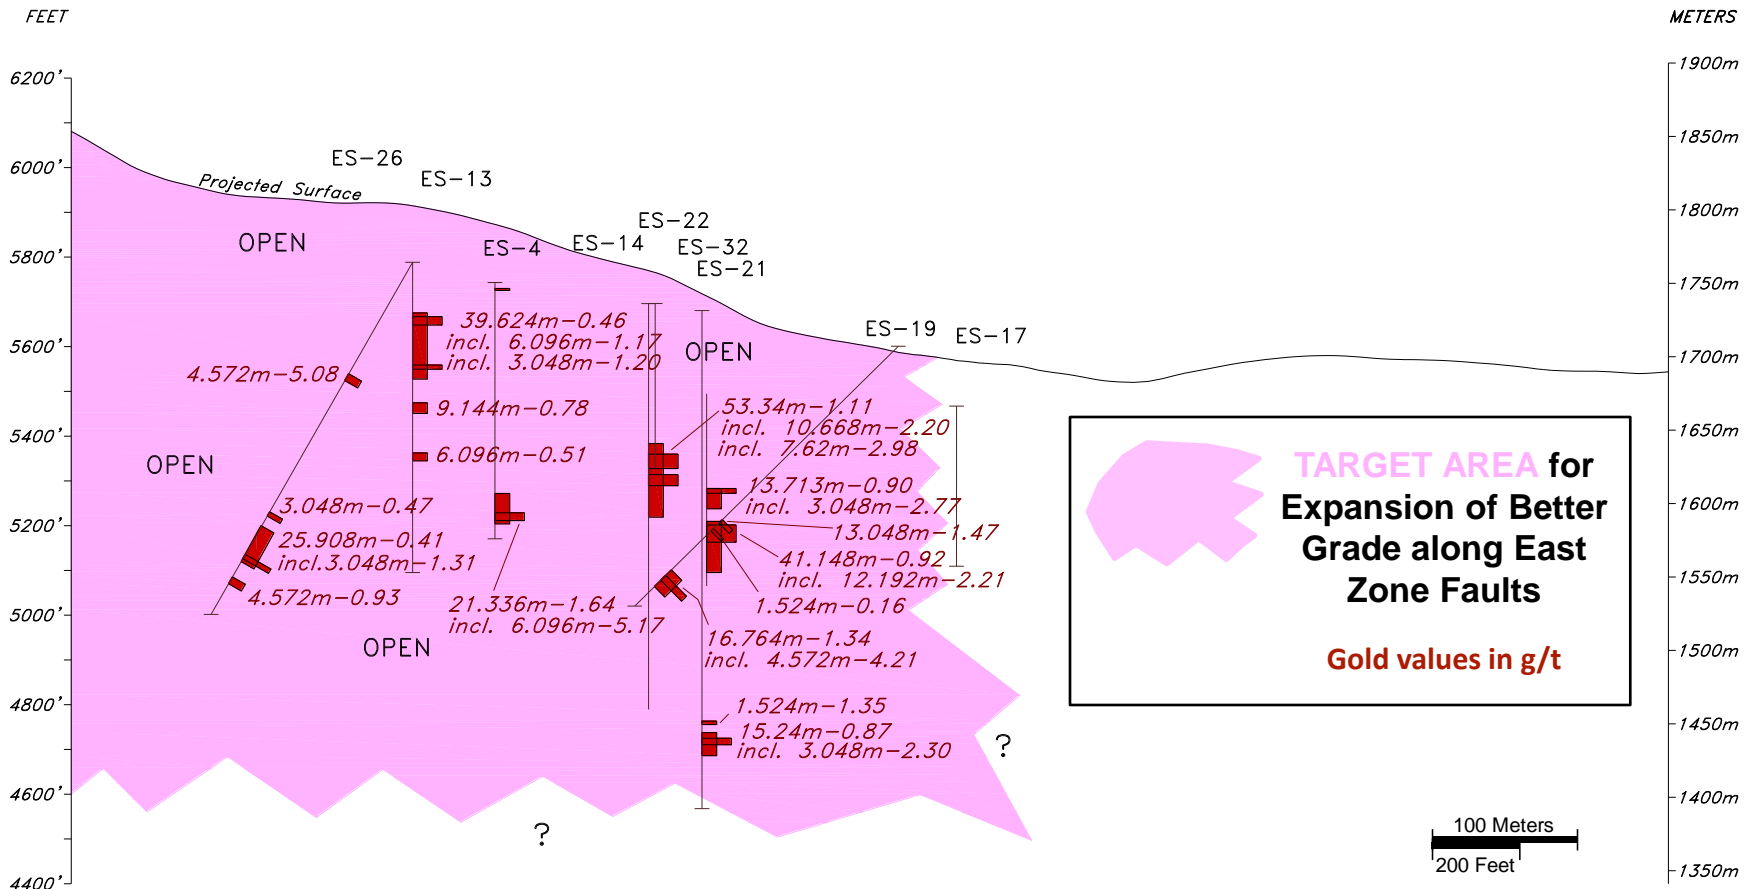 FEET
METERS
6200'
6000'
5800'
5600'
5400'
5200'
5000'
4800'
4600'
4400'
1900m
1850m
1800m
1750m
1700m
1650m
1600m
1550m
1500m
1450m
1400m
1350m
Projected Surface
ES-26
ES-13
ES-4
ES-14
ES-22
ES-32
ES-21
ES-19
ES-17
OPEN
OPEN
OPEN
OPEN
4.572m-5.08
3.048m-0.47
25.908m-0.41
incl.3.048m-1.31
4.572m-0.93
39.624m-0.46
incl. 6.096m-1.17
incl. 3.048m-1.20
9.144m-0.78
6.096m-0.51
21.336m-1.64
incl. 6.096m-5.17
53.34m-1.11
incl. 10.668m-2.20
incl. 7.62m-2.98
13.713m-0.90
incl. 3.048m-2.77
13.048m-1.47
41.148m-0.92
incl. 12.192m-2.21
1.524m-0.16
16.764m-1.34
incl. 4.572m-4.21
1.524m-1.35
15.24m-0.87
incl. 3.048m-2.30
?
?
TARGET AREA for
Expansion of Better
Grade along East
Zone Faults
Gold values in g/t
100 Meters
200 Feet